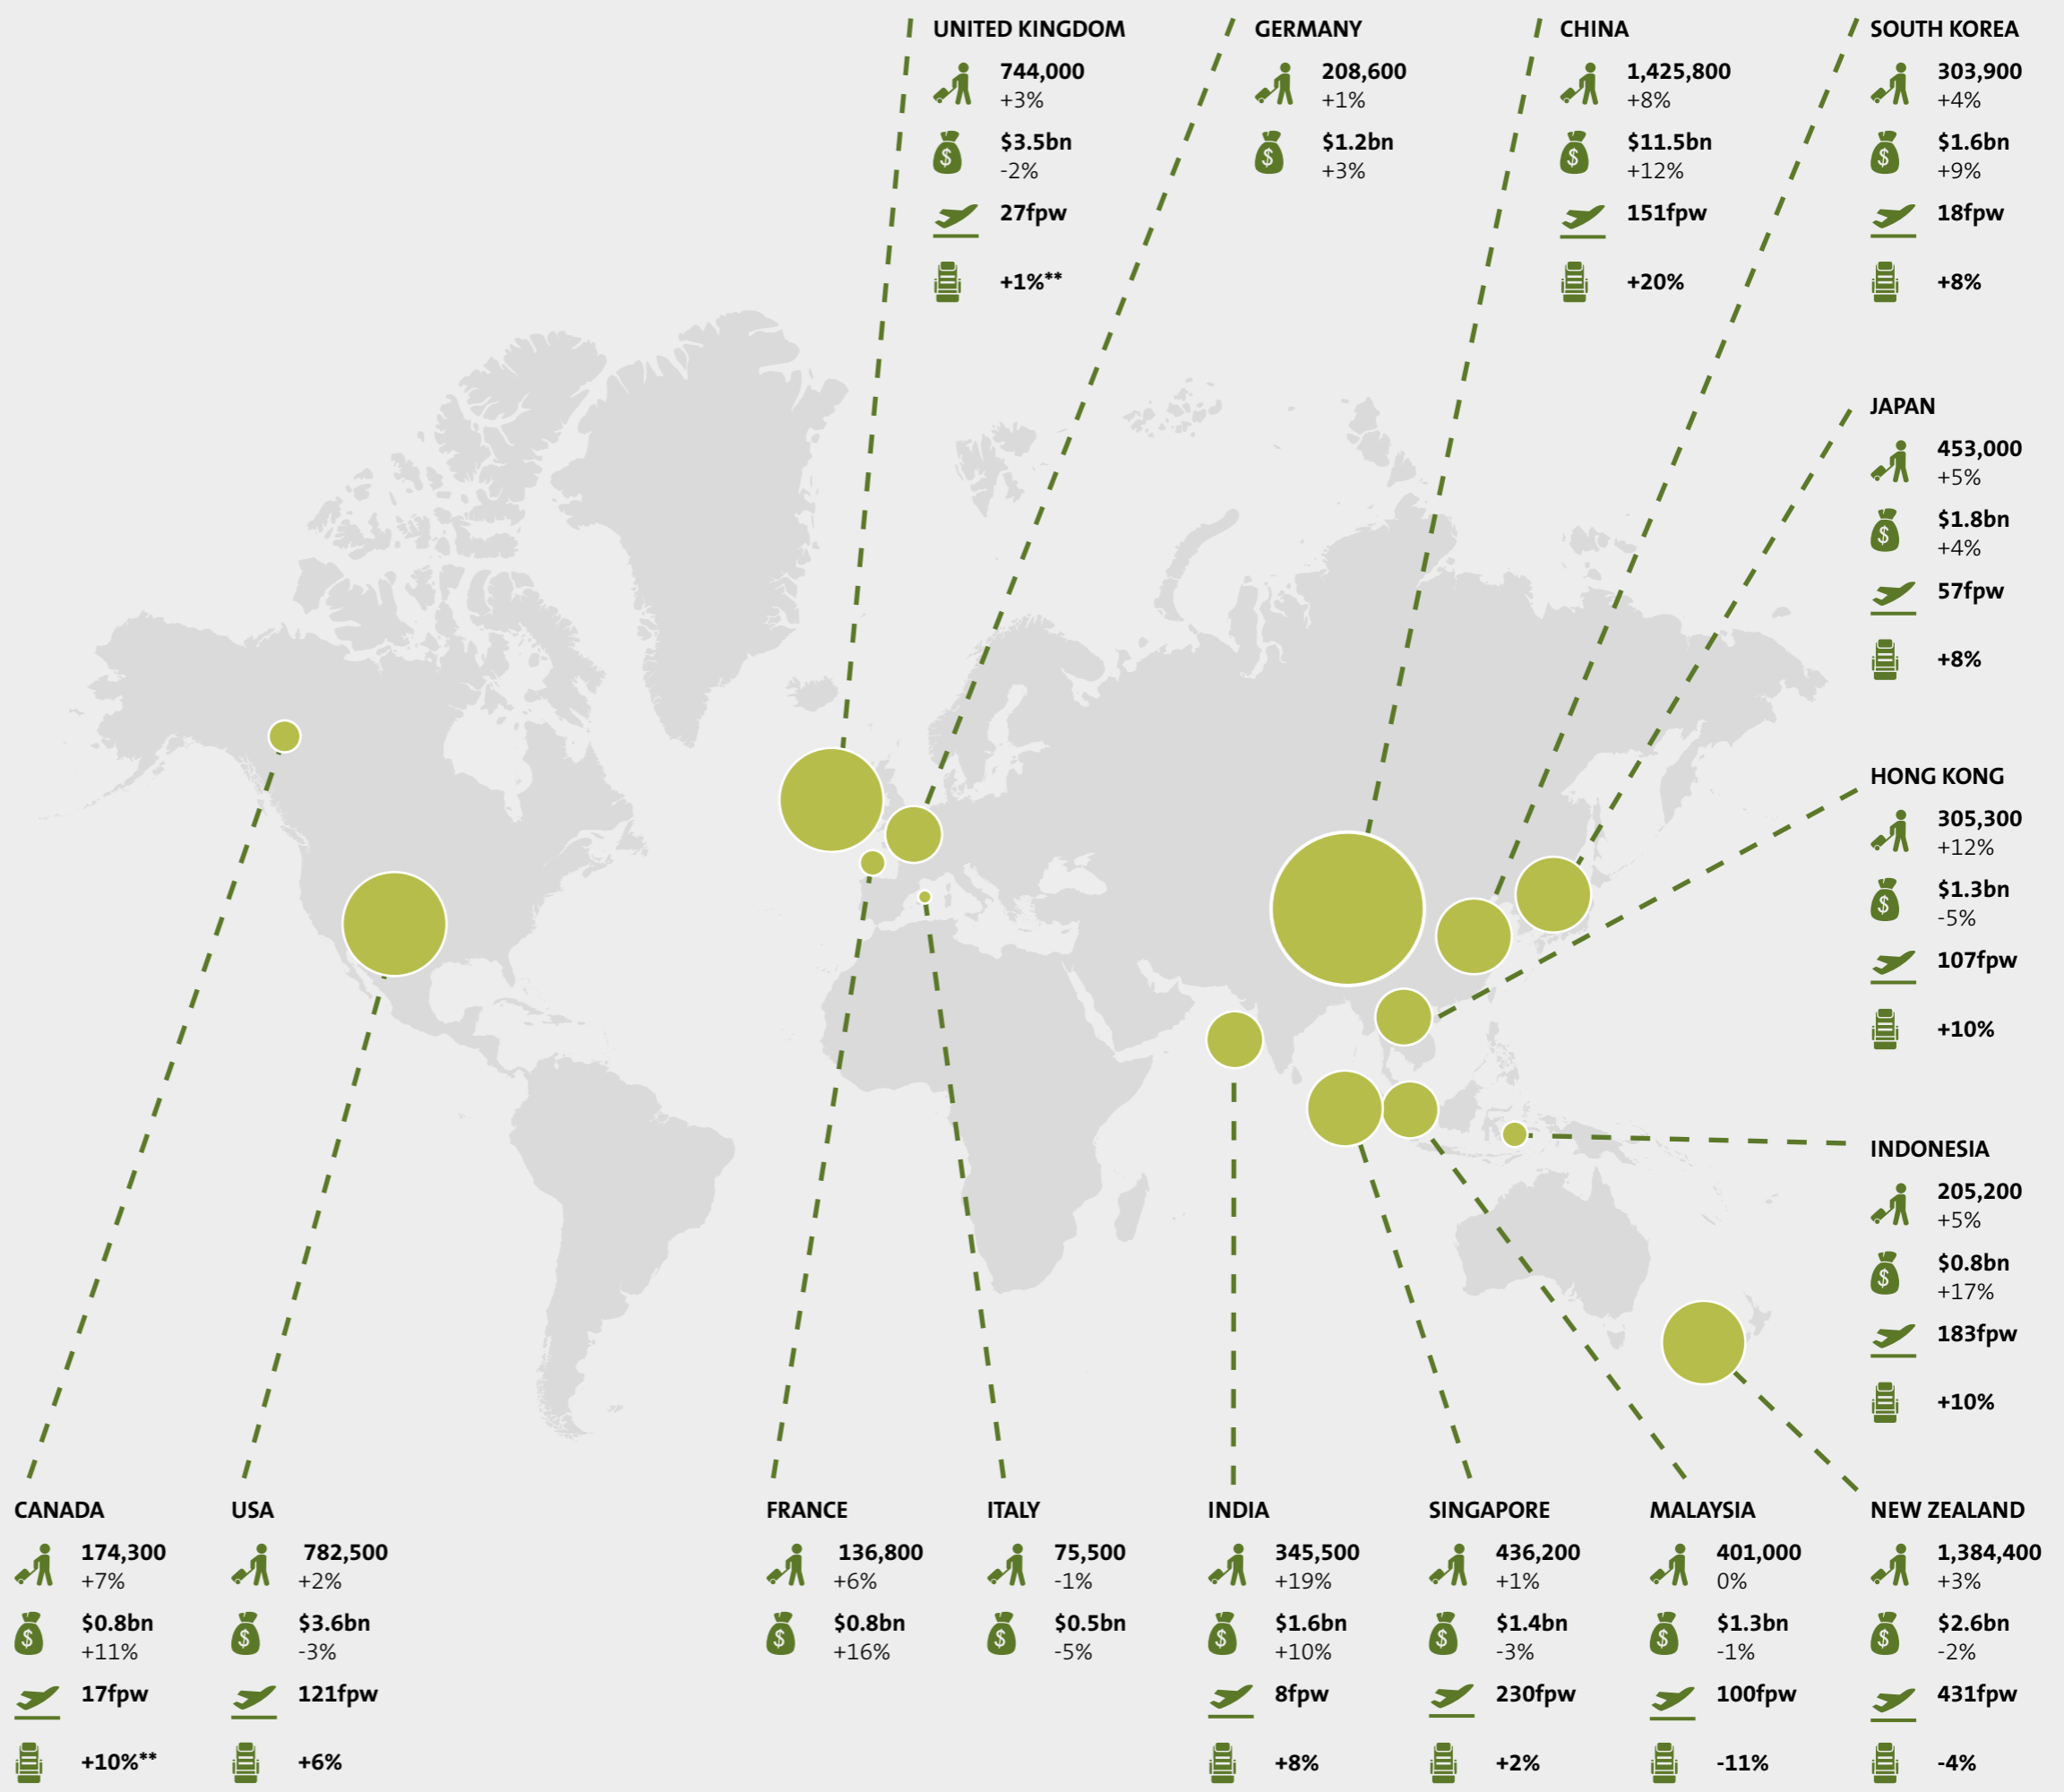 UNITED KINGDOM
744,000
+3%
$3.5bn
-2%
27fpw
+1%**
GERMANY
208,600
+1%
$1.2bn
+3%
CHINA
1,425,800
+8%
$11.5bn
+12%
151fpw
+20%
SOUTH KOREA
303,900
+4%
$1.6bn
+9%
18fpw
+8%
JAPAN
453,000
+5%
$1.8bn
+4%
57fpw
+8%
HONG KONG
305,300
+12%
$1.3bn
-5%
107fpw
+10%
INDONESIA
205,200
+5%
$0.8bn
+17%
183fpw
+10%
CANADA
174,300
+7%
$0.8bn
+11%
17fpw
+10%**
USA
782,500
+2%
$3.6bn
-3%
121fpw
+6%
FRANCE
136,800
+6%
$0.8bn
+16%
ITALY
75,500
-1%
$0.5bn
-5%
INDIA
345,500
+19%
$1.6bn
+10%
8fpw
+8%
SINGAPORE
436,200
+1%
$1.4bn
-3%
230fpw
+2%
MALAYSIA
401,000
0%
$1.3bn
-1%
100fpw
-11%
NEW ZEALAND
1,384,400
+3%
$2.6bn
-2%
431fpw
-4%